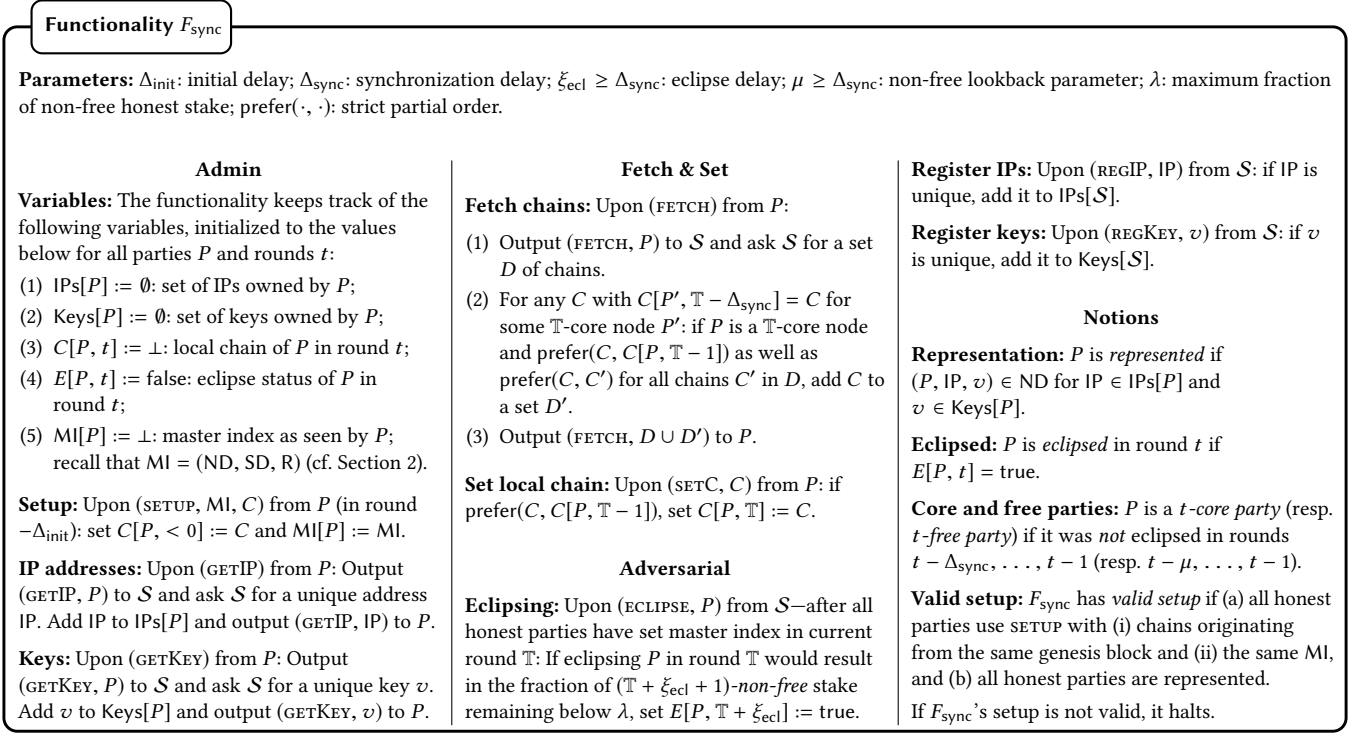 Functionality F_sync
Parameters: Δ_init: initial delay; Δ_sync: synchronization delay; ξ_ecl ≥ Δ_sync: eclipse delay; μ ≥ Δ_sync: non-free lookback parameter; λ: maximum fraction
of non-free honest stake; prefer(·, ·): strict partial order.
Admin
Variables: The functionality keeps track of the
following variables, initialized to the values
below for all parties P and rounds t:
(1) IPs[P] := ∅: set of IPs owned by P;
(2) Keys[P] := ∅: set of keys owned by P;
(3) C[P, t] := ⊥: local chain of P in round t;
(4) E[P, t] := false: eclipse status of P in
round t;
(5) MI[P] := ⊥: master index as seen by P;
recall that MI = (ND, SD, R) (cf. Section 2).
Setup: Upon (SETUP, MI, C) from P (in round
−Δ_init): set C[P, < 0] := C and MI[P] := MI.
IP addresses: Upon (GETIP) from P: Output
(GETIP, P) to S and ask S for a unique address
IP. Add IP to IPs[P] and output (GETIP, IP) to P.
Keys: Upon (GETKEY) from P: Output
(GETKEY, P) to S and ask S for a unique key v.
Add v to Keys[P] and output (GETKEY, v) to P.
Fetch & Set
Fetch chains: Upon (FETCH) from P:
(1) Output (FETCH, P) to S and ask S for a set
D of chains.
(2) For any C with C[P′, 𝕋 − Δ_sync] = C for
some 𝕋-core node P′: if P is a 𝕋-core node
and prefer(C, C[P, 𝕋 − 1]) as well as
prefer(C, C′) for all chains C′ in D, add C to
a set D′.
(3) Output (FETCH, D ∪ D′) to P.
Set local chain: Upon (SETC, C) from P: if
prefer(C, C[P, 𝕋 − 1]), set C[P, 𝕋] := C.
Adversarial
Eclipsing: Upon (ECLIPSE, P) from S—after all
honest parties have set master index in current
round 𝕋: If eclipsing P in round 𝕋 would result
in the fraction of (𝕋 + ξ_ecl + 1)-non-free stake
remaining below λ, set E[P, 𝕋 + ξ_ecl] := true.
Register IPs: Upon (REGIP, IP) from S: if IP is
unique, add it to IPs[S].
Register keys: Upon (REGKEY, v) from S: if v
is unique, add it to Keys[S].
Notions
Representation: P is represented if
(P, IP, v) ∈ ND for IP ∈ IPs[P] and
v ∈ Keys[P].
Eclipsed: P is eclipsed in round t if
E[P, t] = true.
Core and free parties: P is a t-core party (resp.
t-free party) if it was not eclipsed in rounds
t − Δ_sync, . . . , t − 1 (resp. t − μ, . . . , t − 1).
Valid setup: F_sync has valid setup if (a) all honest
parties use SETUP with (i) chains originating
from the same genesis block and (ii) the same MI,
and (b) all honest parties are represented.
If F_sync's setup is not valid, it halts.